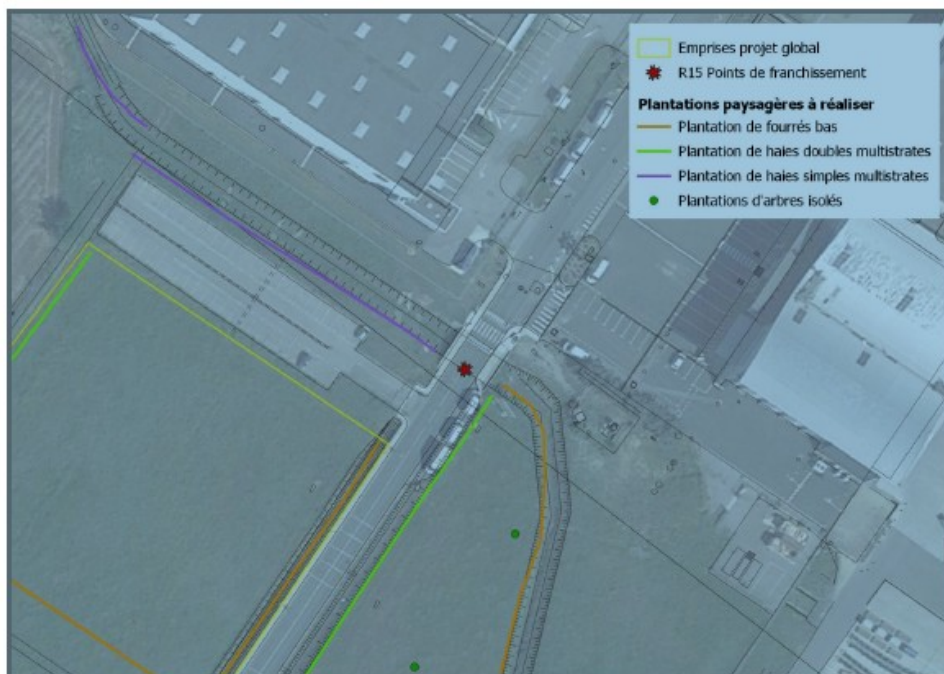 Emprises projet global
R15 Points de franchissement
Plantations paysagères à réaliser
Plantation de fourrés bas
Plantation de haies doubles multistrates
Plantation de haies simples multistrates
Plantations d'arbres isolés